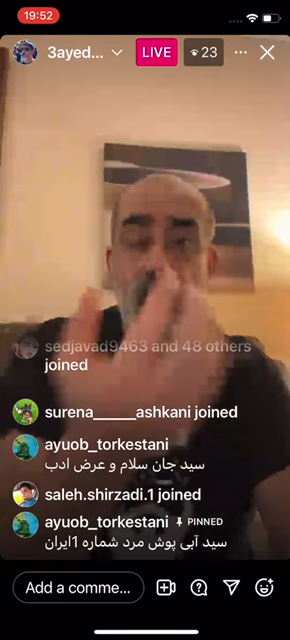 19:52
3ayed...
LIVE
23
sedjavad9463 and 48 others
joined
surena______ashkani joined
ayuob_torkestani
سید جان سلام و عرض ادب
saleh.shirzadi.1 joined
ayuob_torkestani PINNED
سید آبی پوش مرد شماره 1ایران
Add a comme...